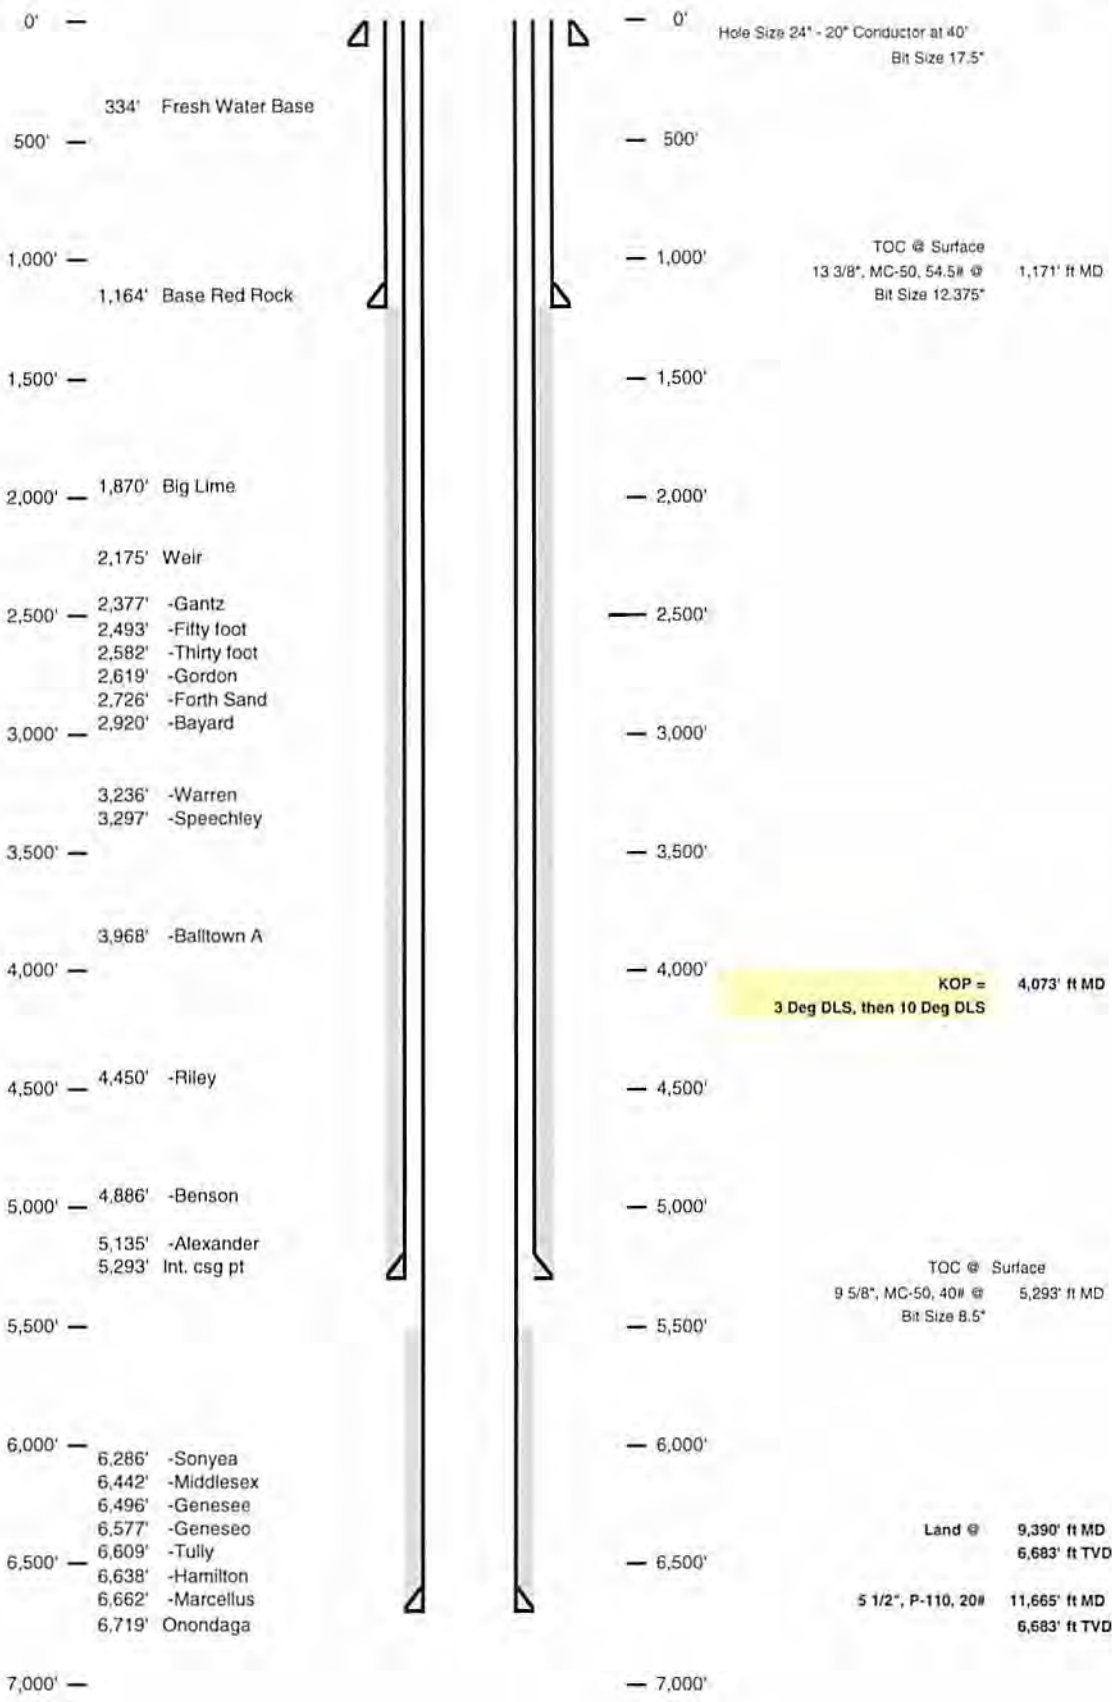 0'
0'
Hole Size 24" - 20" Conductor at 40'
Bit Size 17.5"
334' Fresh Water Base
500'
500'
TOC @ Surface
1,000'
1,000'
13 3/8", MC-50, 54.5# @ 1,171' ft MD
1,164' Base Red Rock
Bit Size 12.375"
1,500'
1,500'
1,870' Big Lime
2,000'
2,000'
2,175' Weir
2,377' -Gantz
2,500'
2,500'
2,493' -Fifty foot
2,582' -Thirty foot
2,619' -Gordon
2,726' -Forth Sand
2,920' -Bayard
3,000'
3,000'
3,236' -Warren
3,297' -Speechley
3,500'
3,500'
3,968' -Balltown A
4,000'
4,000'
KOP = 4,073' ft MD
3 Deg DLS, then 10 Deg DLS
4,450' -Riley
4,500'
4,500'
4,886' -Benson
5,000'
5,000'
5,135' -Alexander
5,293' Int. csg pt
TOC @ Surface
9 5/8", MC-50, 40# @ 5,293' ft MD
Bit Size 8.5"
5,500'
5,500'
6,000'
6,000'
6,286' -Sonyea
6,442' -Middlesex
6,496' -Genesee
6,577' -Geneseo
Land @ 9,390' ft MD
6,609' -Tully
6,683' ft TVD
6,500'
6,500'
6,638' -Hamilton
6,662' -Marcellus
5 1/2", P-110, 20# 11,665' ft MD
6,719' Onondaga
6,683' ft TVD
7,000'
7,000'